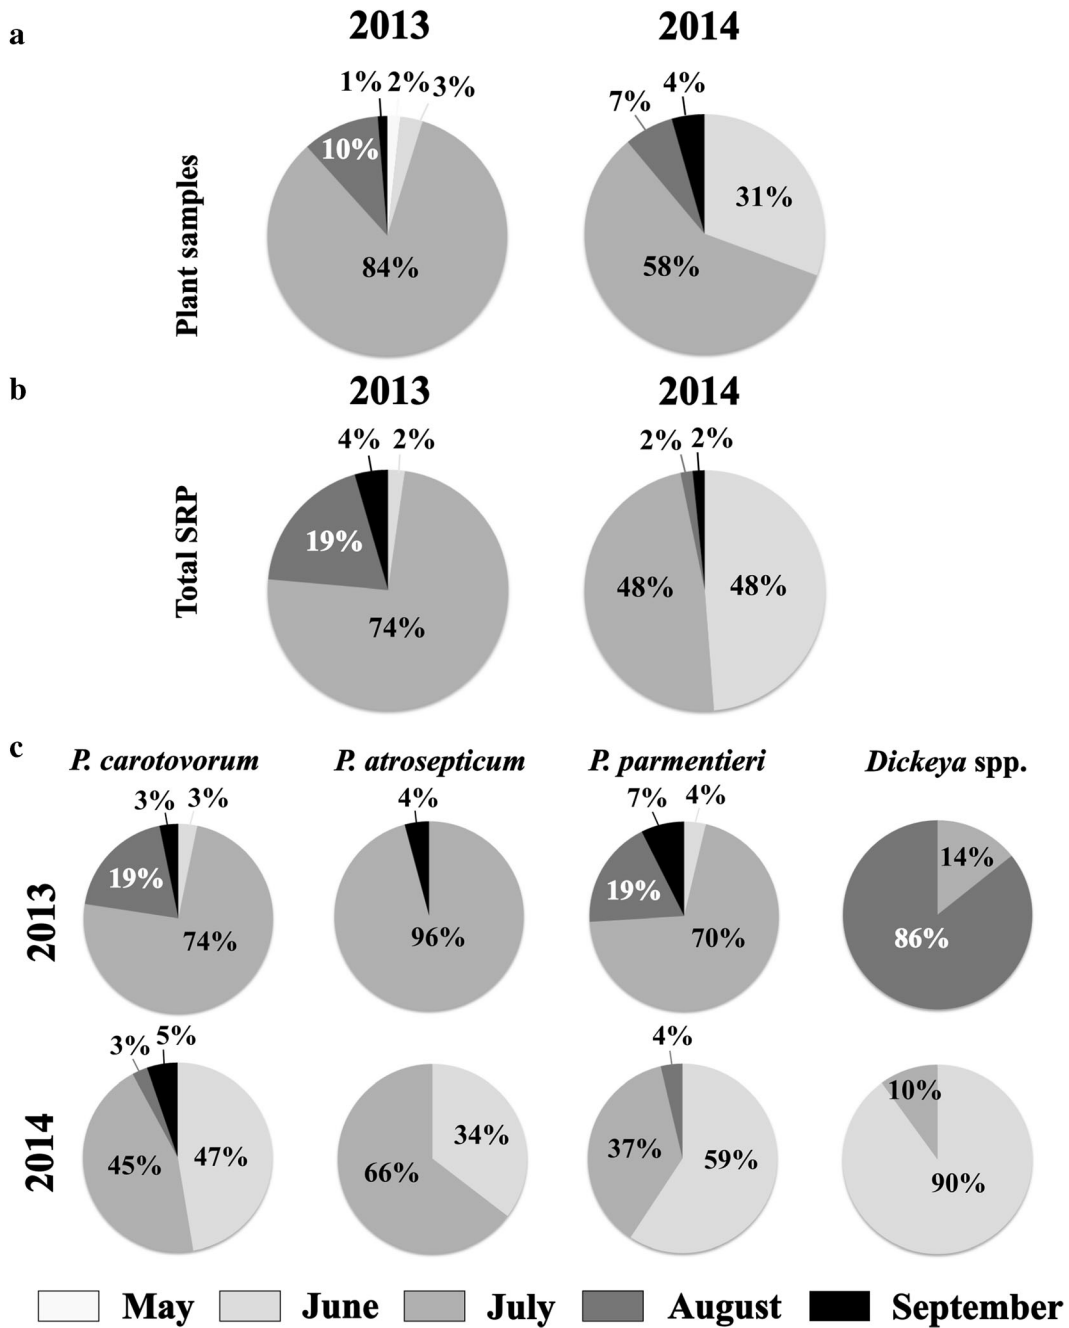 a
2013 2014
1% 2% 3% 4%
7%
10%
31%
84% 58%
Plant samples
b
2013 2014
4% 2% 2% 2%
19%
48% 48%
74%
Total SRP
c
P. carotovorum P. atrosepticum P. parmentieri Dickeya spp.
3% 3% 4% 7% 4%
14%
19% 19%
74% 96% 70% 86%
2013
3% 5% 4%
10%
34%
45% 47% 66% 37% 59% 90%
2014
May June July August September